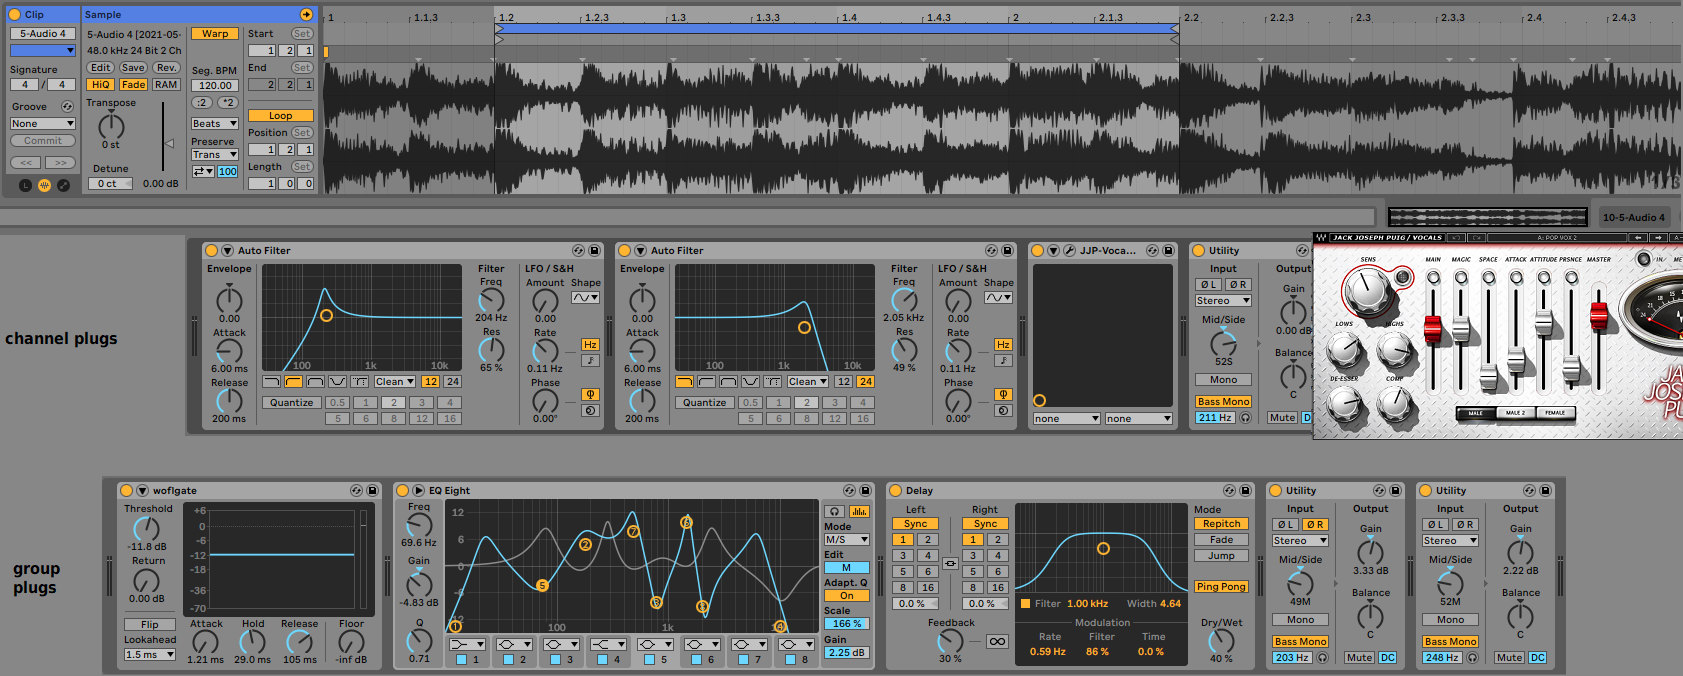 Clip
Sample
5-Audio 4
5-Audio 4 [2021-05-
Warp
Start
Set
48.0 kHz 24 Bit 2 Ch
1 2 1
Signature
Edit Save Rev.
Seg. BPM
End
Set
4 / 4
HiQ Fade RAM
120.00
2 2 1
Groove
Transpose
:2 *2
Loop
None
Beats
Position
Set
Commit
0 st
Preserve
1 2 1
<< >>
Detune
Trans
Length
Set
0 ct
0.00 dB
100
1 0 0
1 1.1.3 1.2 1.2.3 1.3 1.3.3 1.4 1.4.3 2 2.1.3 2.2 2.2.3 2.3 2.3.3 2.4 2.4.3
10-5-Audio 4
channel plugs
Auto Filter
Envelope
0.00
Attack
6.00 ms
Release
200 ms
100 1k 10k
Clean
12 24
Quantize
0.5 1 2 3 4
5 6 8 12 16
Filter
Freq
204 Hz
Res
65 %
LFO / S&H
Amount Shape
0.00
Rate
Hz
0.11 Hz
Phase
0.00°
Auto Filter
Envelope
0.00
Attack
6.00 ms
Release
200 ms
100 1k 10k
Clean
12 24
Quantize
0.5 1 2 3 4
5 6 8 12 16
Filter
Freq
2.05 kHz
Res
49 %
LFO / S&H
Amount Shape
0.00
Rate
Hz
0.11 Hz
Phase
0.00°
JJP-Voca...
none none
Utility
Input
Ø L Ø R
Stereo
Mid/Side
52S
Mono
Bass Mono
211 Hz
Output
Gain
0.00 dB
Balance
C
Mute D
JACK JOSEPH PUIG / VOCALS
A: POP VOX 2
SENS
MAIN MAGIC SPACE ATTACK ATTITUDE PRSNCE MASTER
LOWS HIGHS
DE-ESSER COMP
MALE MALE 2 FEMALE
group
plugs
woflgate
Threshold
-11.8 dB
Return
0.00 dB
Flip
Lookahead
1.5 ms
+6
0
-6
-12
-18
-36
-70
Attack Hold Release Floor
1.21 ms 29.0 ms 105 ms -inf dB
EQ Eight
Freq
69.6 Hz
Gain
-4.83 dB
Q
0.71
12
6
0
-6
-12
100 1k 10k
1 2 3 4 5 6 7 8
Mode
M/S
Edit
M
Adapt. Q
On
Scale
166 %
Gain
2.25 dB
Delay
Left Right
Sync Sync
1 2 1 2
3 4 3 4
5 6 5 6
8 16 8 16
0.0 % 0.0 %
Feedback
30 %
Filter 1.00 kHz Width 4.64
Modulation
Rate Filter Time
0.59 Hz 86 % 0.0 %
Mode
Repitch
Fade
Jump
Ping Pong
Dry/Wet
40 %
Utility
Input
Ø L Ø R
Stereo
Mid/Side
49M
Mono
Bass Mono
203 Hz
Output
Gain
3.33 dB
Balance
C
Mute DC
Utility
Input
Ø L Ø R
Stereo
Mid/Side
52M
Mono
Bass Mono
248 Hz
Output
Gain
2.22 dB
Balance
C
Mute DC